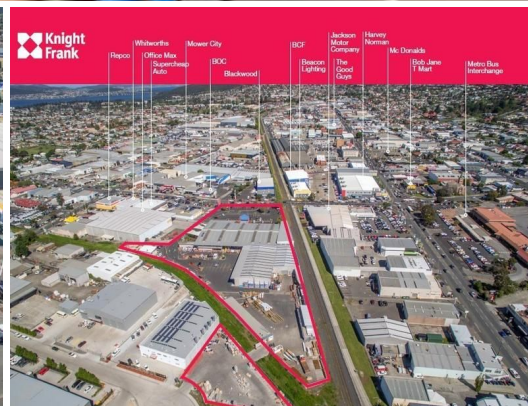 Knight
Frank
Repco
Whitworths
Office Max
Supercheap
Auto
Mower City
BOC
Blackwood
BCF
Beacon
Lighting
Jackson
Motor
Company
The
Good
Guys
Harvey
Norman
Mc Donalds
Bob Jane
T Mart
Metro Bus
Interchange